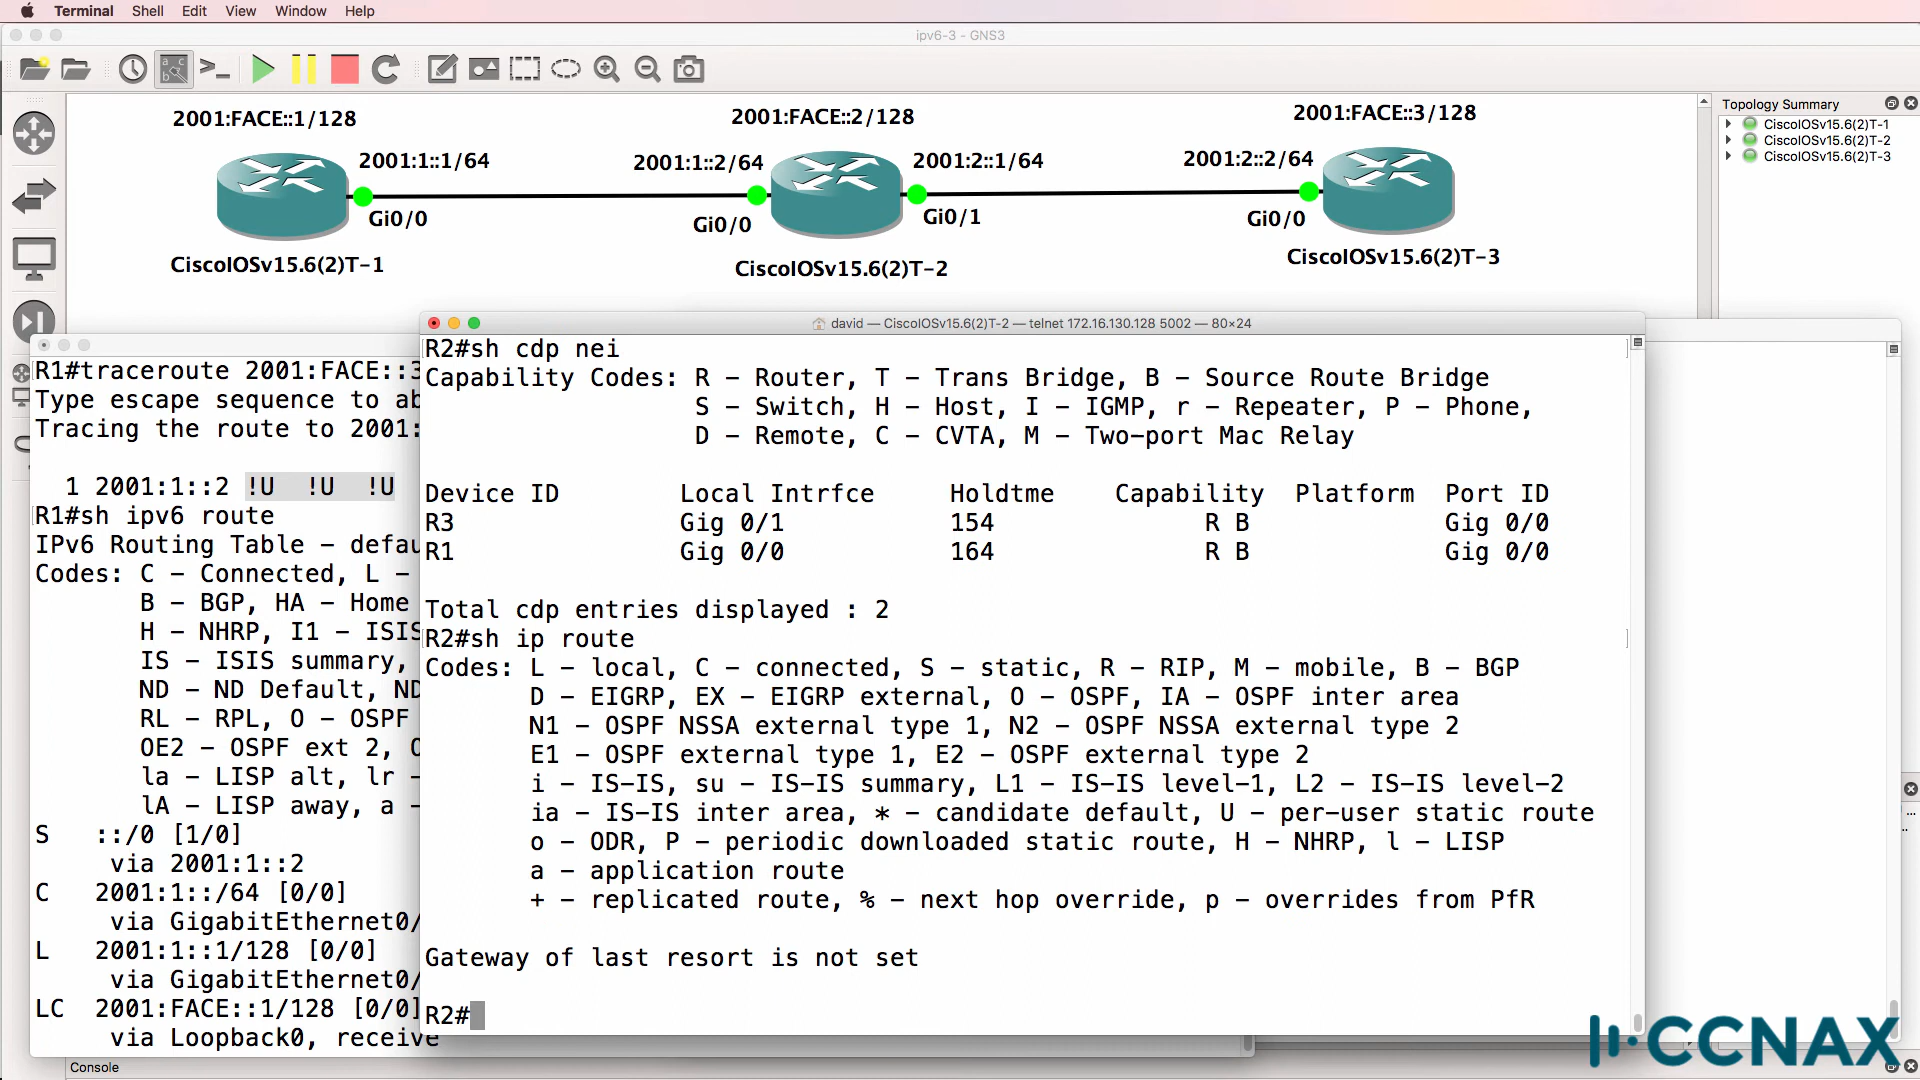 Terminal Shell Edit View Window Help
ipv6-3 - GNS3
2001:FACE::1/128
2001:FACE::2/128
2001:FACE::3/128
2001:1::1/64
2001:1::2/64
2001:2::1/64
2001:2::2/64
Gi0/0
Gi0/0
Gi0/1
Gi0/0
CiscoIOSv15.6(2)T-1
CiscoIOSv15.6(2)T-2
CiscoIOSv15.6(2)T-3
Topology Summary
CiscoIOSv15.6(2)T-1
CiscoIOSv15.6(2)T-2
CiscoIOSv15.6(2)T-3
R1#traceroute 2001:FACE::3
Type escape sequence to ab
Tracing the route to 2001:
1 2001:1::2 !U !U !U
R1#sh ipv6 route
IPv6 Routing Table - defau
Codes: C - Connected, L -
B - BGP, HA - Home
H - NHRP, I1 - ISIS
IS - ISIS summary,
ND - ND Default, ND
RL - RPL, O - OSPF
OE2 - OSPF ext 2, O
la - LISP alt, lr -
lA - LISP away, a -
S ::/0 [1/0]
via 2001:1::2
C 2001:1::/64 [0/0]
via GigabitEthernet0/
L 2001:1::1/128 [0/0]
via GigabitEthernet0/
LC 2001:FACE::1/128 [0/0]
via Loopback0, receive
david — CiscoIOSv15.6(2)T-2 — telnet 172.16.130.128 5002 — 80×24
R2#sh cdp nei
Capability Codes: R - Router, T - Trans Bridge, B - Source Route Bridge
S - Switch, H - Host, I - IGMP, r - Repeater, P - Phone,
D - Remote, C - CVTA, M - Two-port Mac Relay
Device ID Local Intrfce Holdtme Capability Platform Port ID
R3 Gig 0/1 154 R B Gig 0/0
R1 Gig 0/0 164 R B Gig 0/0
Total cdp entries displayed : 2
R2#sh ip route
Codes: L - local, C - connected, S - static, R - RIP, M - mobile, B - BGP
D - EIGRP, EX - EIGRP external, O - OSPF, IA - OSPF inter area
N1 - OSPF NSSA external type 1, N2 - OSPF NSSA external type 2
E1 - OSPF external type 1, E2 - OSPF external type 2
i - IS-IS, su - IS-IS summary, L1 - IS-IS level-1, L2 - IS-IS level-2
ia - IS-IS inter area, * - candidate default, U - per-user static route
o - ODR, P - periodic downloaded static route, H - NHRP, l - LISP
a - application route
+ - replicated route, % - next hop override, p - overrides from PfR
Gateway of last resort is not set
R2#
Console
CCNAX